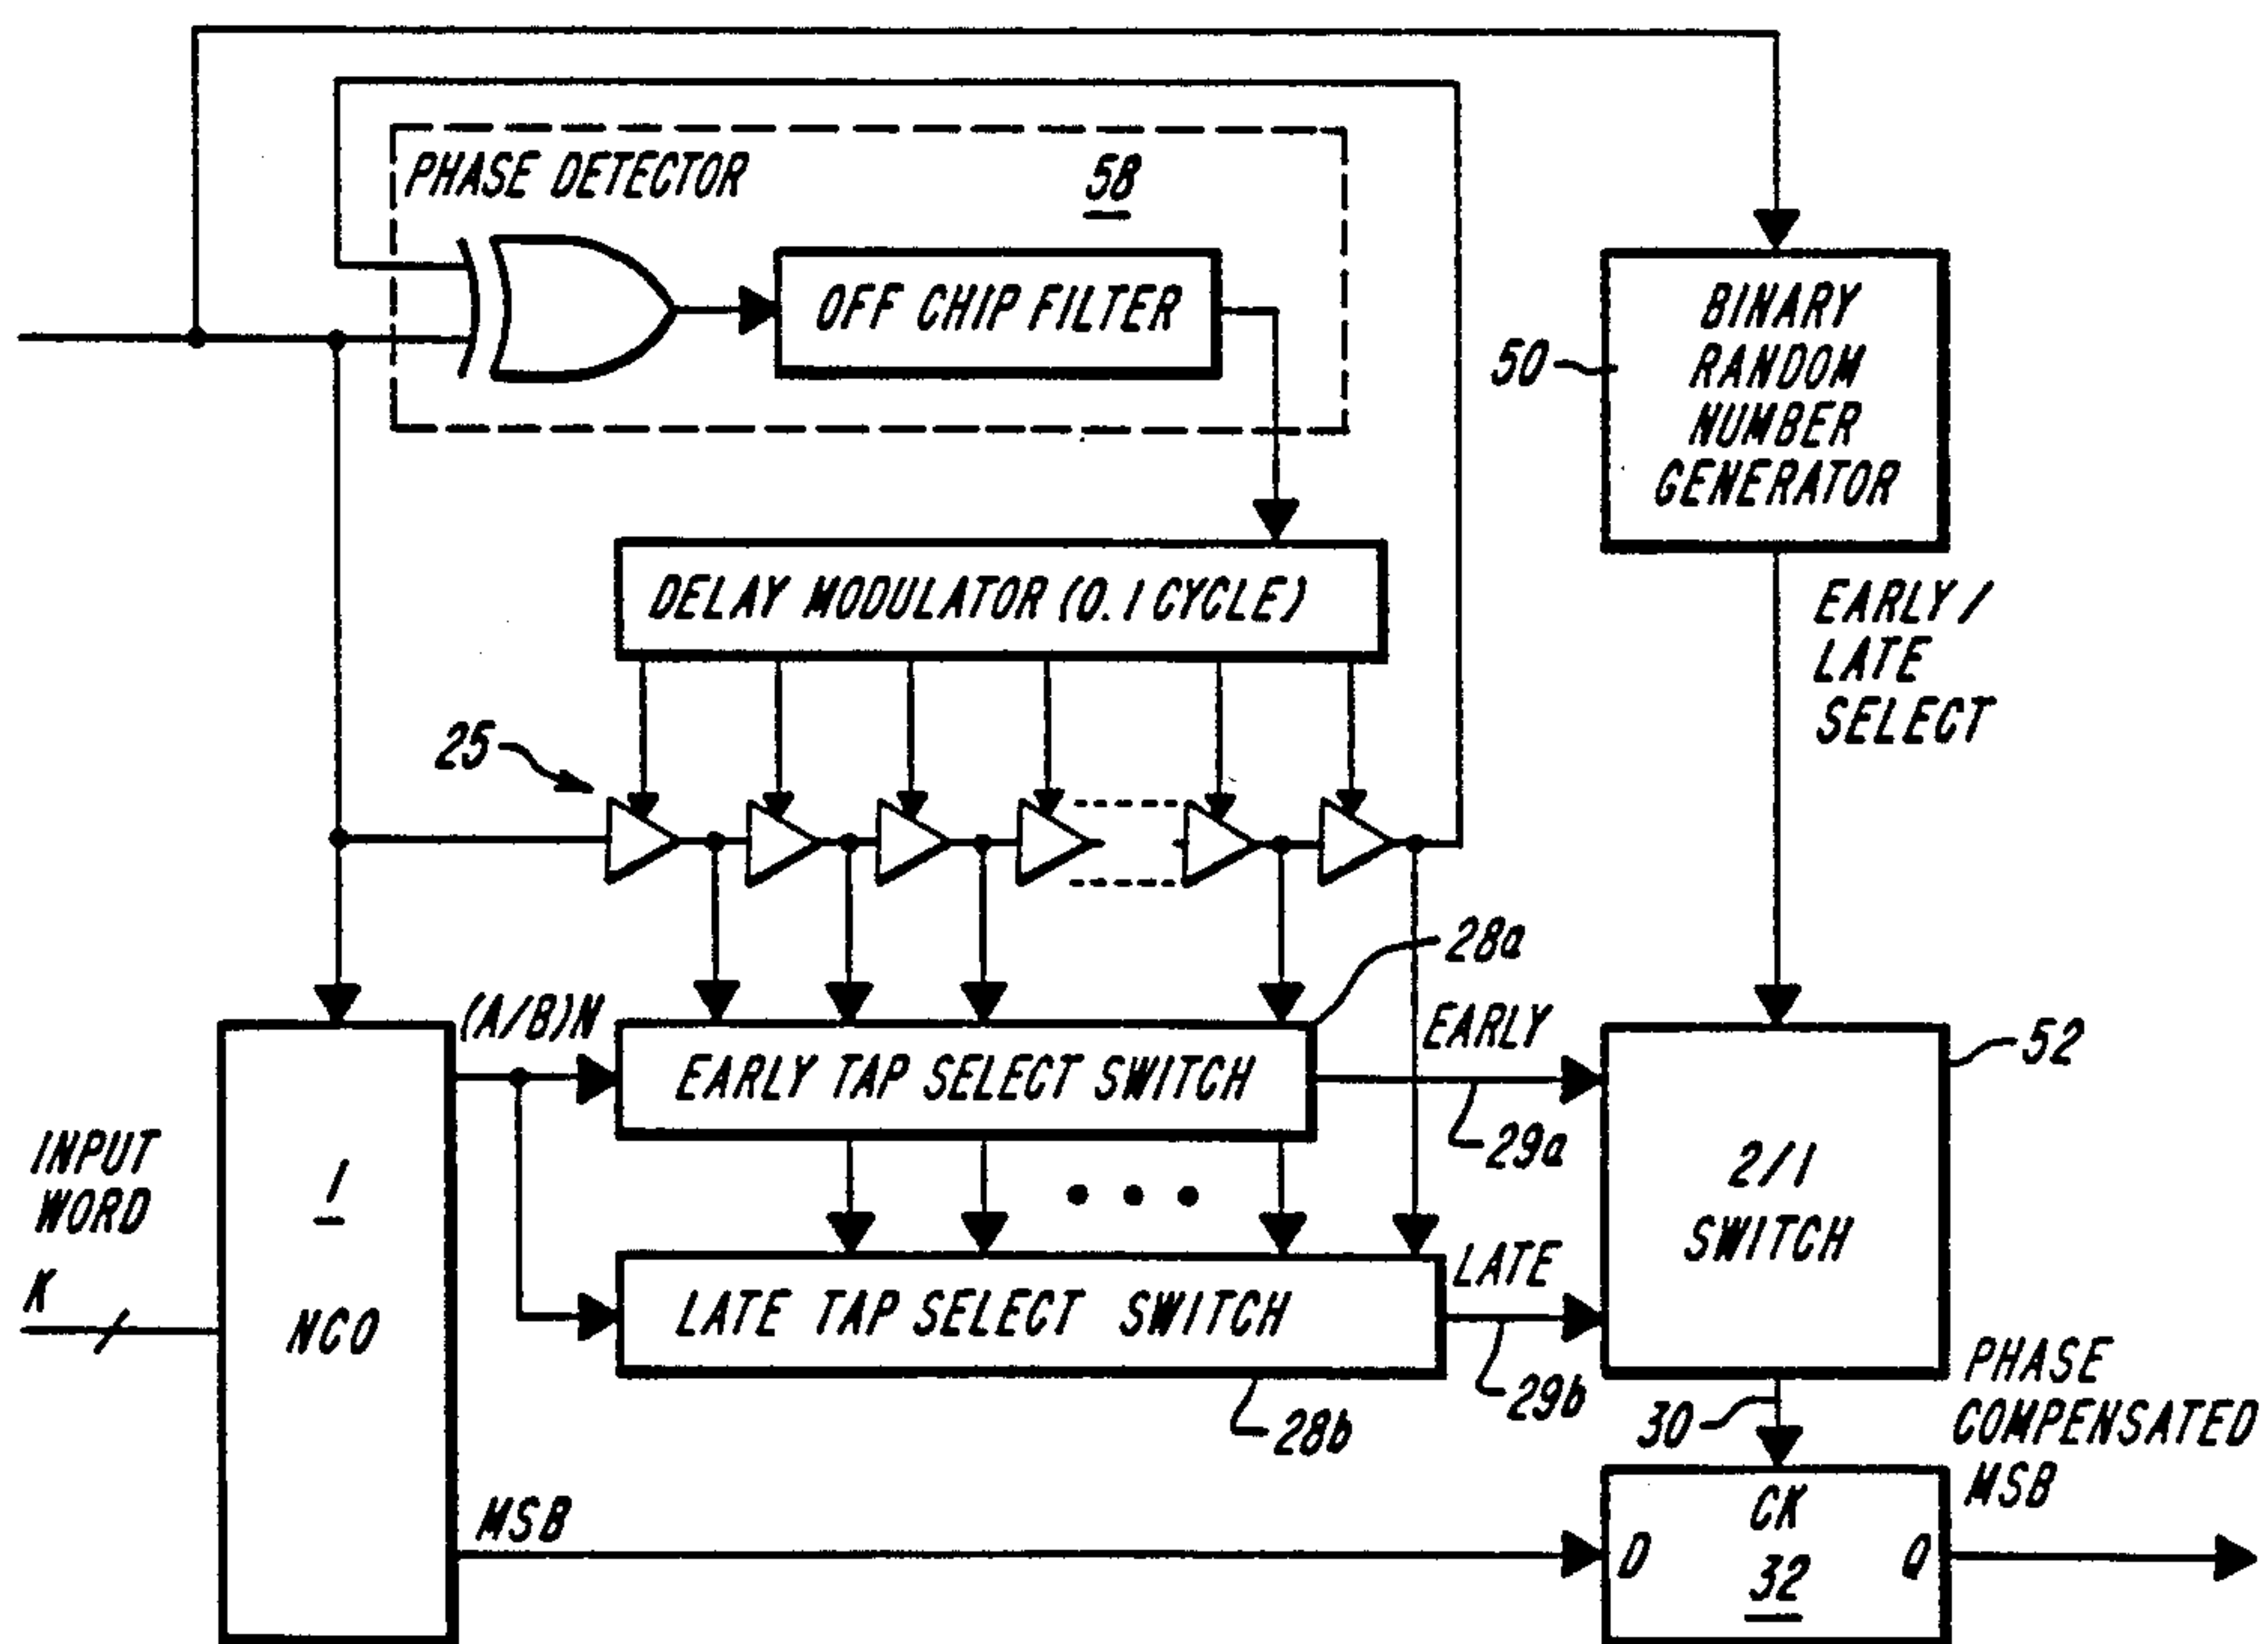 PHASE DETECTOR
58
OFF CHIP FILTER
50
BINARY
RANDOM
NUMBER
GENERATOR
DELAY MODULATOR (0.1 CYCLE)
EARLY/
LATE
SELECT
25
28a
(A/B)N
EARLY TAP SELECT SWITCH
EARLY
29a
52
2/1
SWITCH
INPUT
WORD
K
1
NCO
LATE TAP SELECT SWITCH
LATE
29b
28b
30
PHASE
COMPENSATED
MSB
MSB
CK
D
Q
32